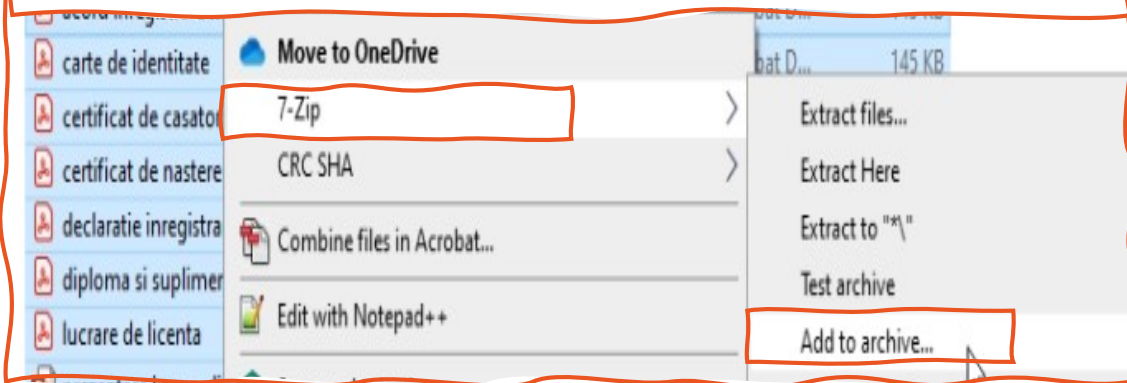 carte de identitate
certificat de casator
certificat de nastere
declaratie inregistra
diploma si suplimer
lucrare de licenta
Move to OneDrive
7-Zip
CRC SHA
Combine files in Acrobat...
Edit with Notepad++
bat D... 145 KB
Extract files...
Extract Here
Extract to "*\"
Test archive
Add to archive...